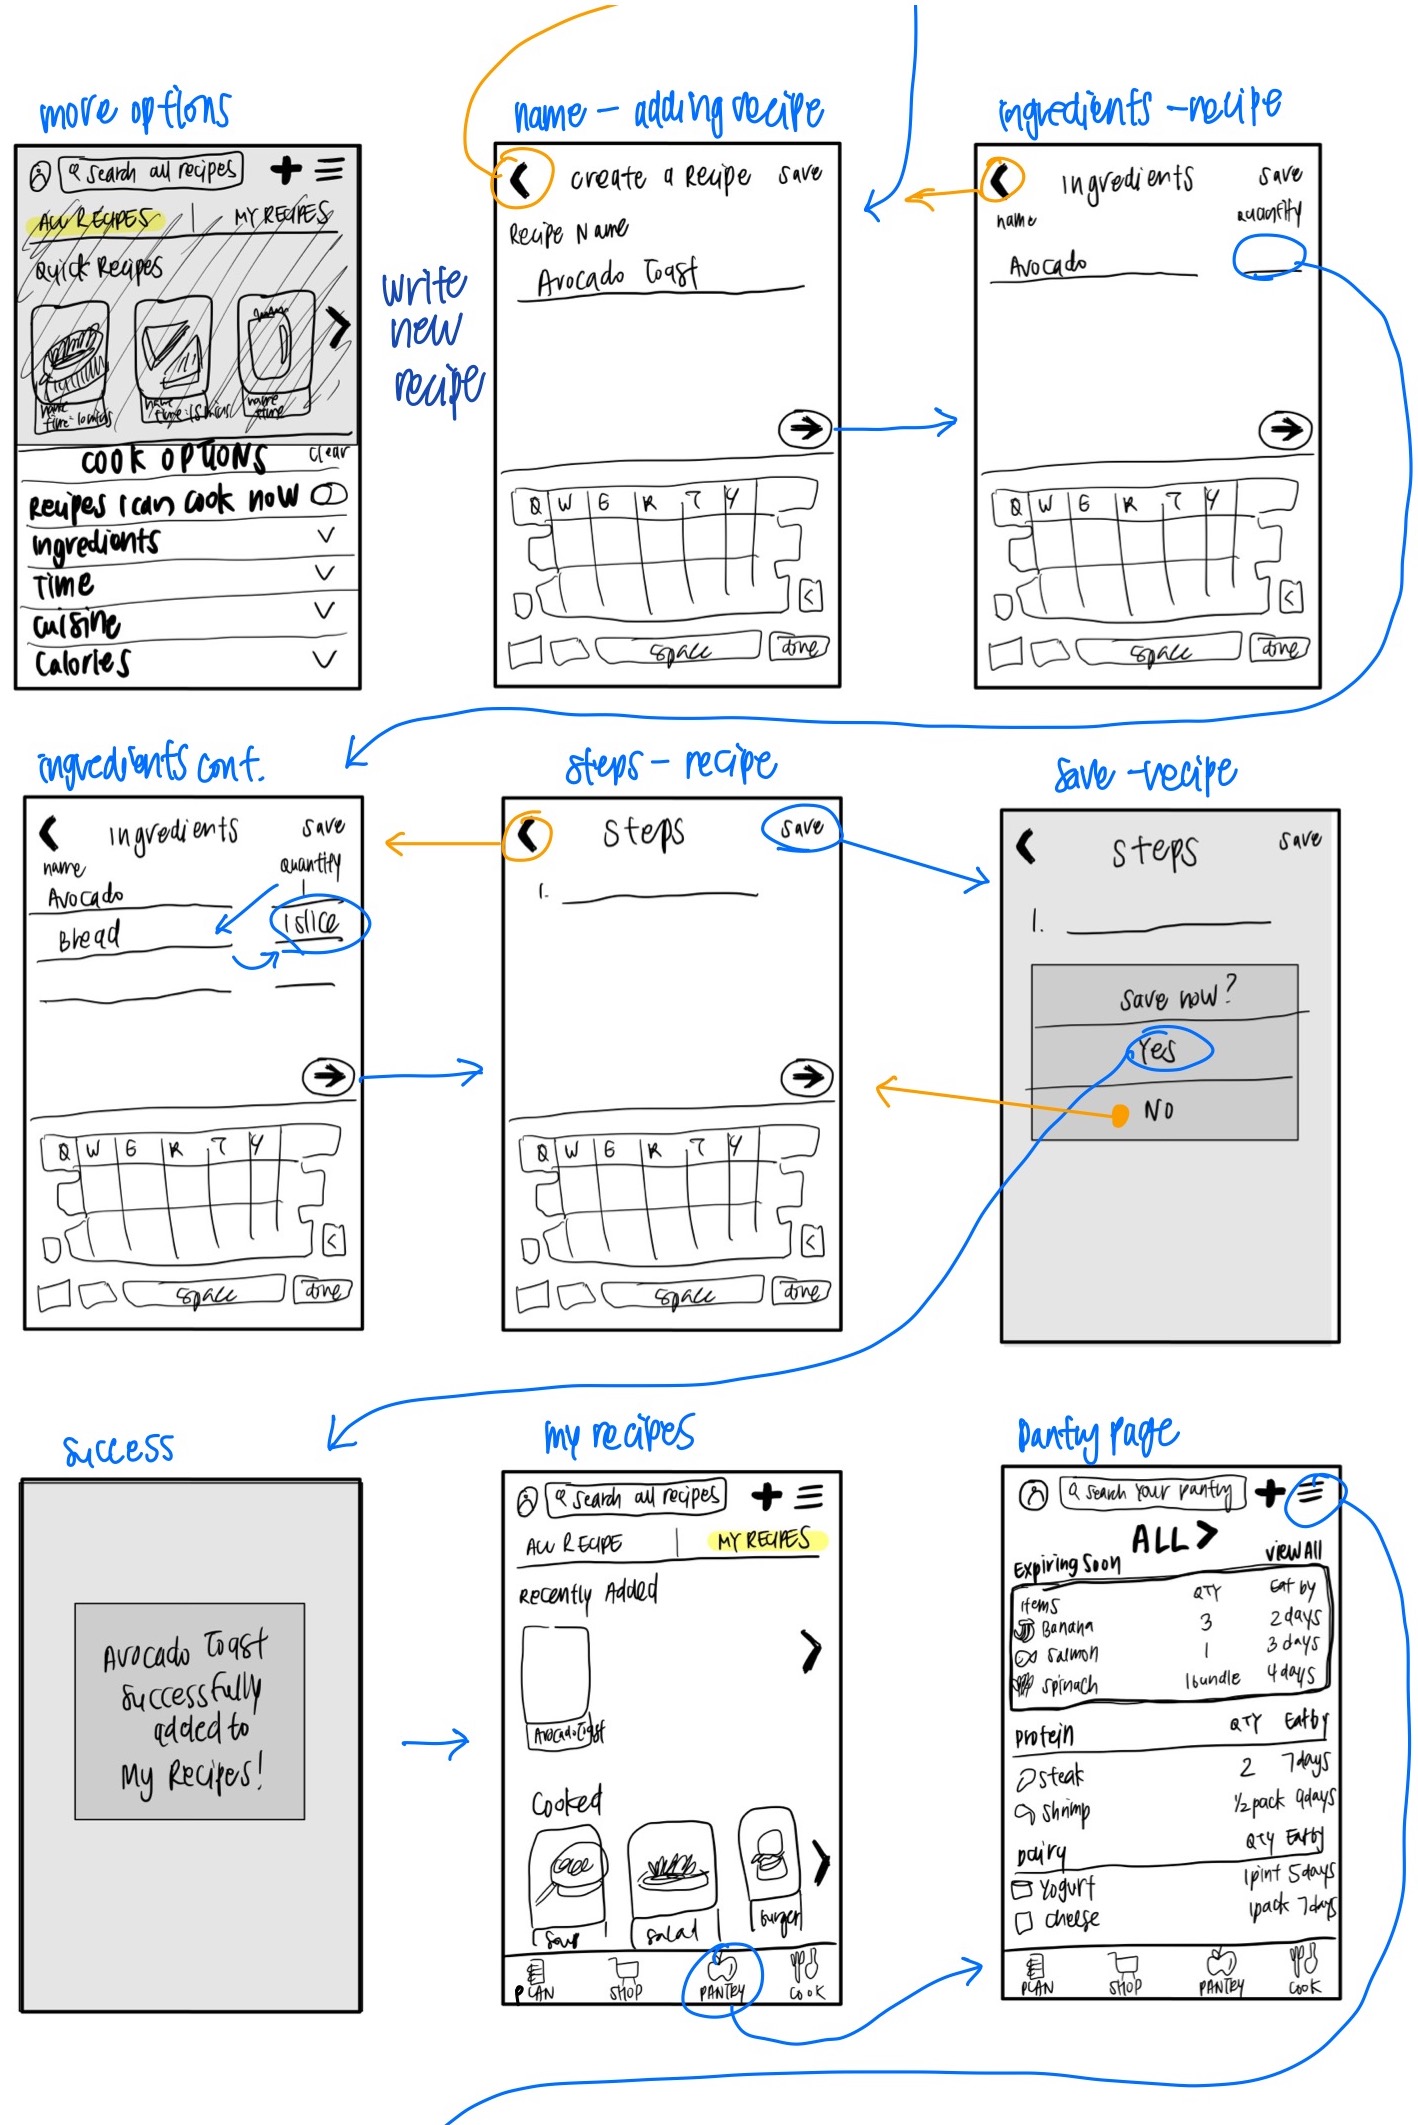 more options
Search all recipes
ALL RECIPES | MY RECIPES
Quick Recipes
name
time: 10 mins
name
time: 15 mins
name
time
COOK OPTIONS
clear
Recipes I can cook now
Ingredients
Time
Cuisine
Calories
write
new
recipe
name - adding recipe
Create a Recipe
Save
Recipe Name
Avocado Toast
Q W E R T Y
space
done
ingredients - recipe
Ingredients
Save
name
Quantity
Avocado
Q W E R T Y
space
done
ingredients cont.
Ingredients
Save
name
Quantity
Avocado
1
Bread
1 slice
Q W E R T Y
space
done
steps - recipe
Steps
Save
1.
Q W E R T Y
space
done
save - recipe
Steps
Save
1.
Save now?
Yes
NO
success
Avocado Toast
Successfully
added to
My Recipes!
my recipes
Search all recipes
ALL RECIPE | MY RECIPES
Recently Added
Avocado Toast
Cooked
Soup
Salad
Burger
PLAN
SHOP
PANTRY
COOK
Pantry page
Search your pantry
ALL >
Expiring Soon
View All
Items QTY Eat by
Banana 3 2 days
Salmon 1 3 days
Spinach 1 bundle 4 days
Protein QTY Eat by
Steak 2 7 days
Shrimp 1/2 pack 9 days
Dairy QTY Eat by
Yogurt 1 pint 5 days
Cheese 1 pack 7 days
PLAN
SHOP
PANTRY
COOK